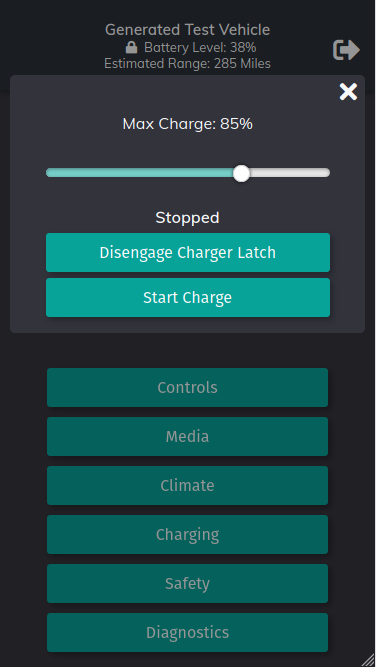 Generated Test Vehicle
Battery Level: 38%
Estimated Range: 285 Miles
Max Charge: 85%
Stopped
Disengage Charger Latch
Start Charge
Controls
Media
Climate
Charging
Safety
Diagnostics